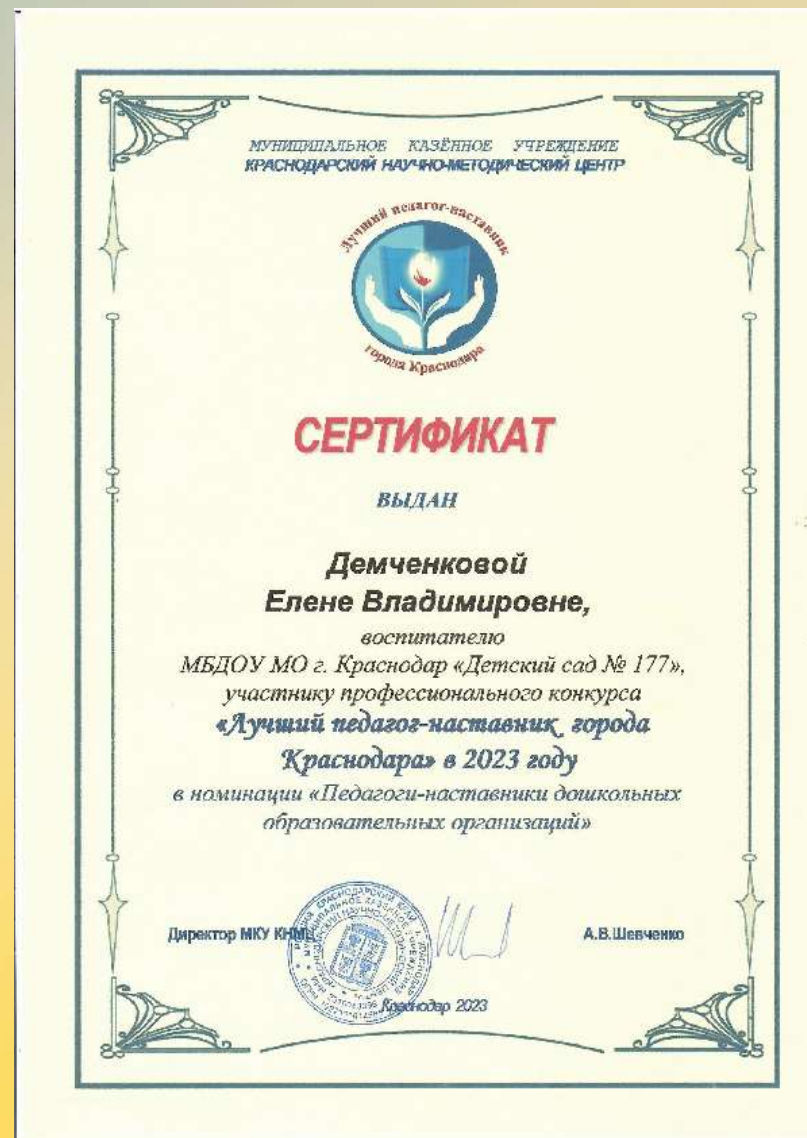 МУНИЦИПАЛЬНОЕ КАЗЁННОЕ УЧРЕЖДЕНИЕ
КРАСНОДАРСКИЙ НАУЧНО-МЕТОДИЧЕСКИЙ ЦЕНТР
Лучший педагог-наставник
города Краснодара
СЕРТИФИКАТ
ВЫДАН
Демченковой
Елене Владимировне,
воспитателю
МБДОУ МО г. Краснодар «Детский сад № 177»,
участнику профессионального конкурса
«Лучший педагог-наставник города
Краснодара» в 2023 году
в номинации «Педагоги-наставники дошкольных
образовательных организаций»
Директор МКУ КНМЦ
А.В.Шевченко
Краснодар 2023